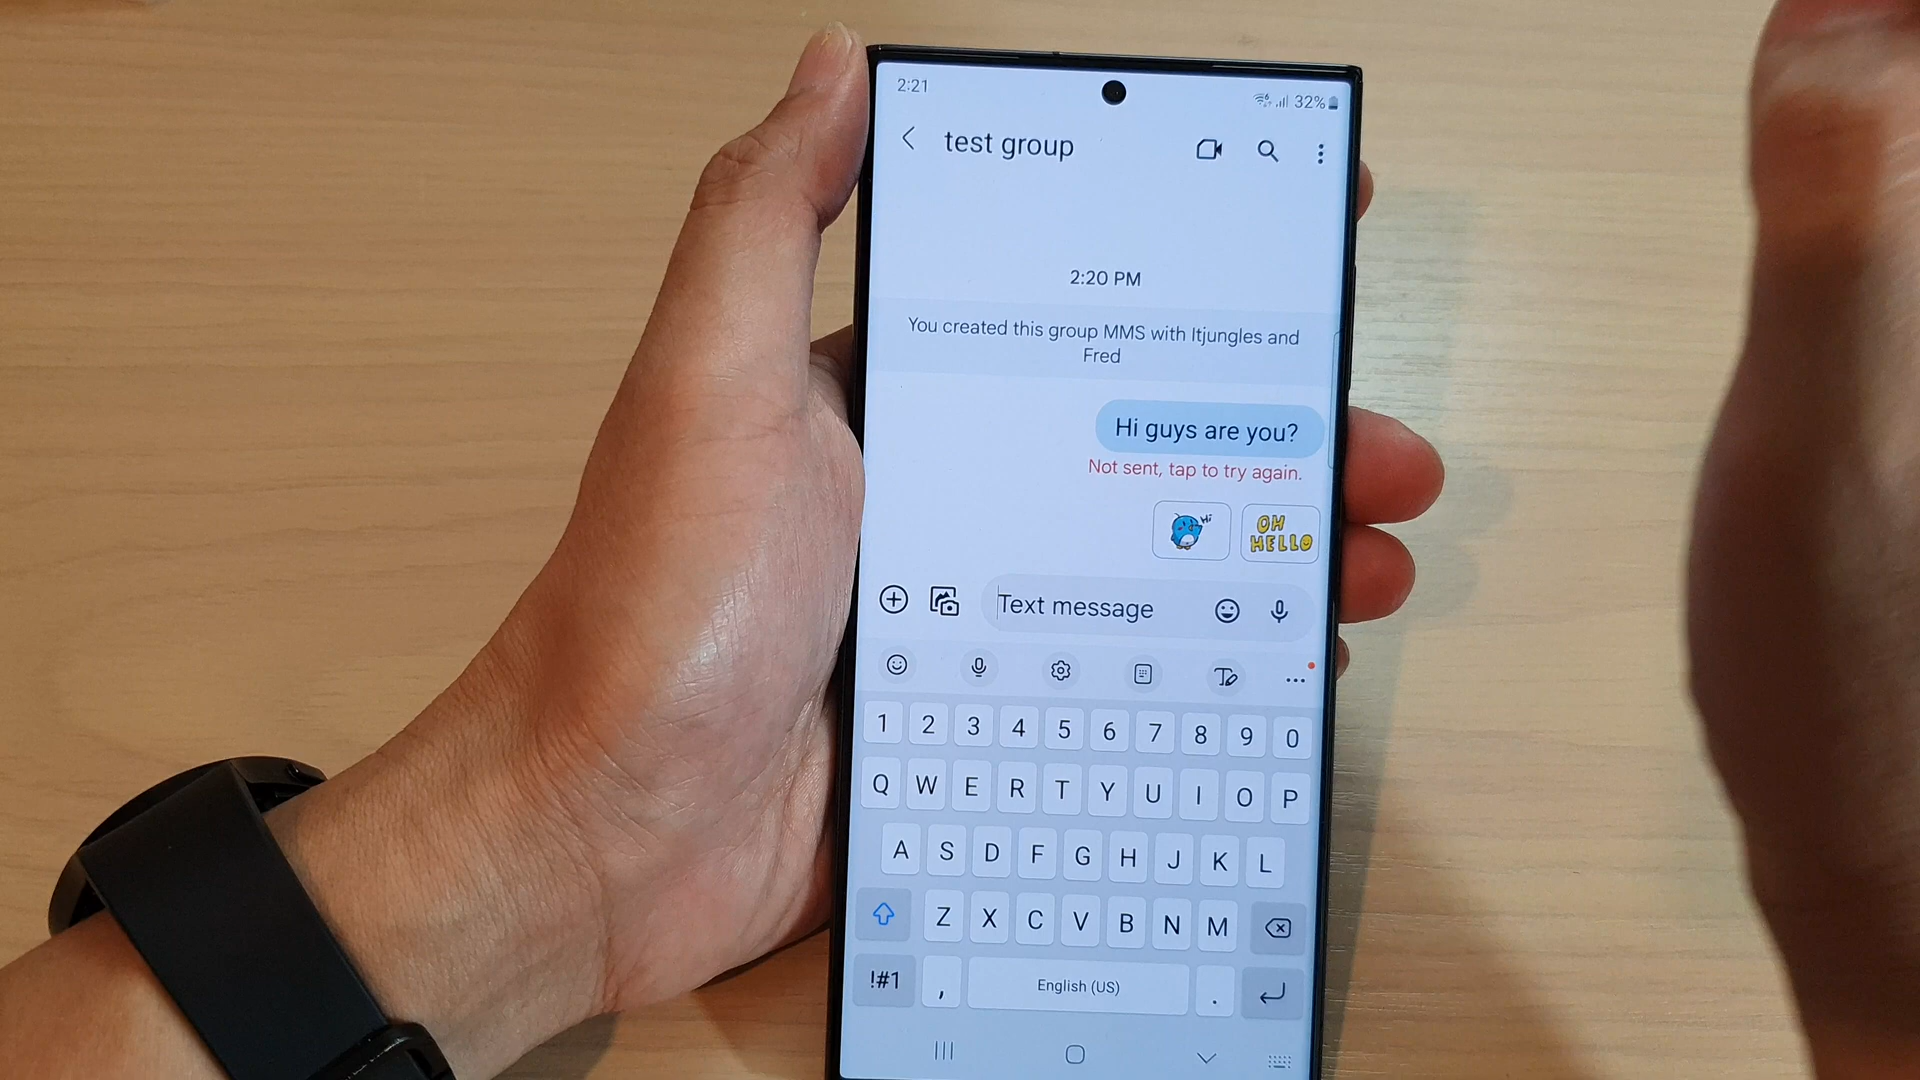 2:21
32%
test group
2:20 PM
You created this group MMS with Itjungles and
Fred
Hi guys are you?
Not sent, tap to try again.
Hi
OH
HELLO
Text message
1 2 3 4 5 6 7 8 9 0
Q W E R T Y U I O P
A S D F G H J K L
Z X C V B N M
!#1 , English (US) .